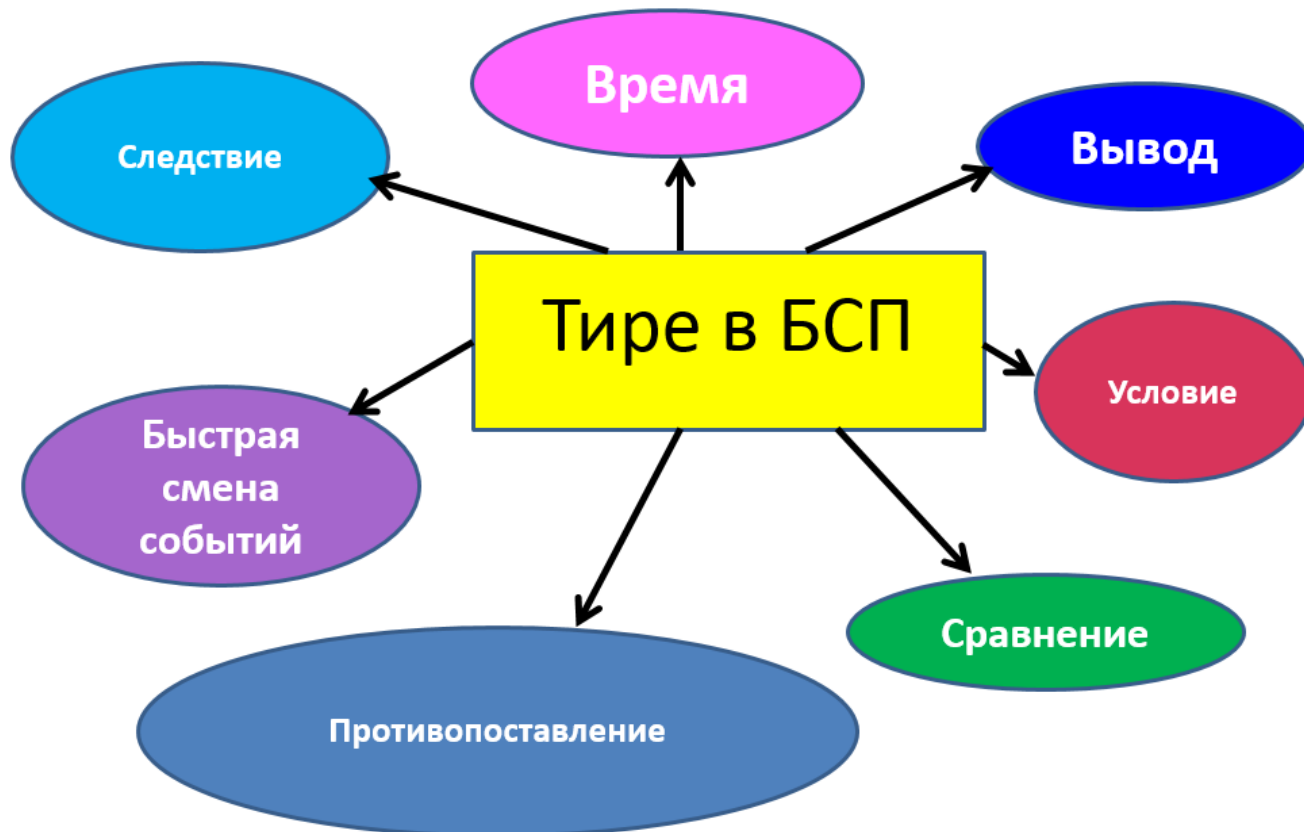 Время
Следствие
Вывод
Тире в БСП
Условие
Быстрая
смена
событий
Сравнение
Противопоставление